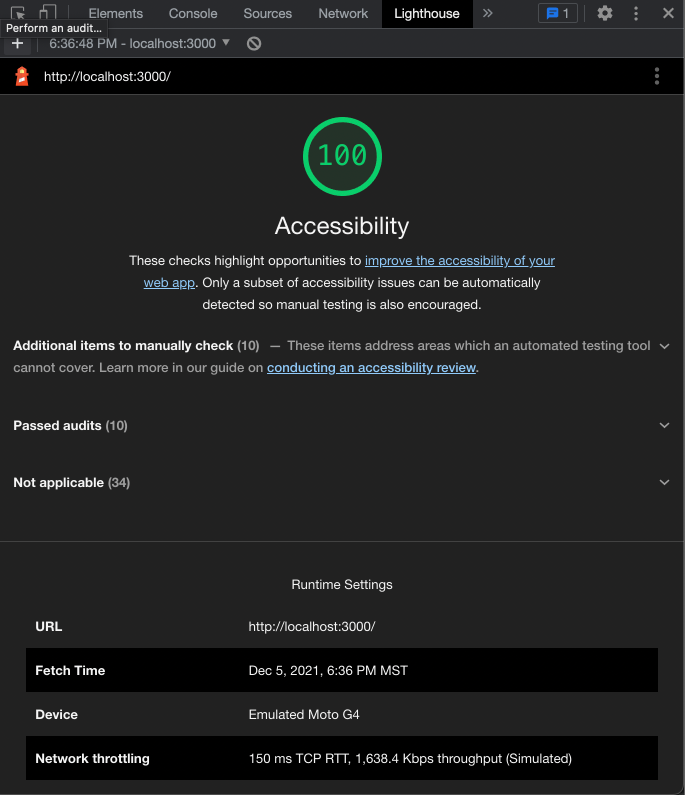 Elements Console Sources Network Lighthouse » 1
Perform an audit...
+ 6:36:48 PM - localhost:3000
http://localhost:3000/
100
Accessibility
These checks highlight opportunities to improve the accessibility of your
web app. Only a subset of accessibility issues can be automatically
detected so manual testing is also encouraged.
Additional items to manually check (10) — These items address areas which an automated testing tool
cannot cover. Learn more in our guide on conducting an accessibility review.
Passed audits (10)
Not applicable (34)
Runtime Settings
URL http://localhost:3000/
Fetch Time Dec 5, 2021, 6:36 PM MST
Device Emulated Moto G4
Network throttling 150 ms TCP RTT, 1,638.4 Kbps throughput (Simulated)